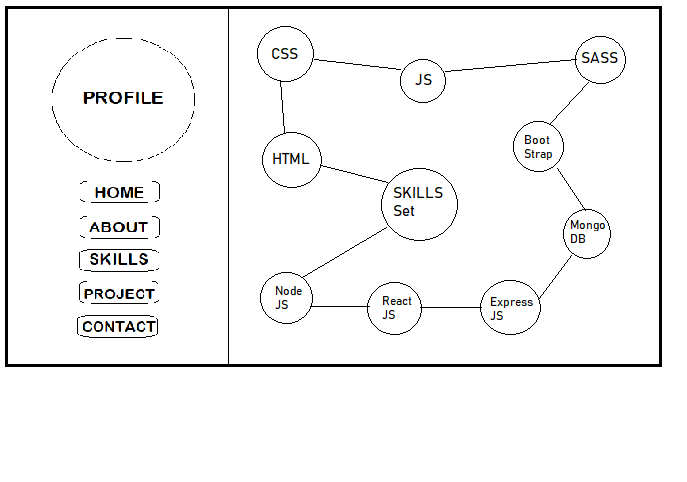 PROFILE
HOME
ABOUT
SKILLS
PROJECT
CONTACT
CSS
JS
SASS
HTML
Boot
Strap
SKILLS
Set
Mongo
DB
Node
JS
React
JS
Express
JS